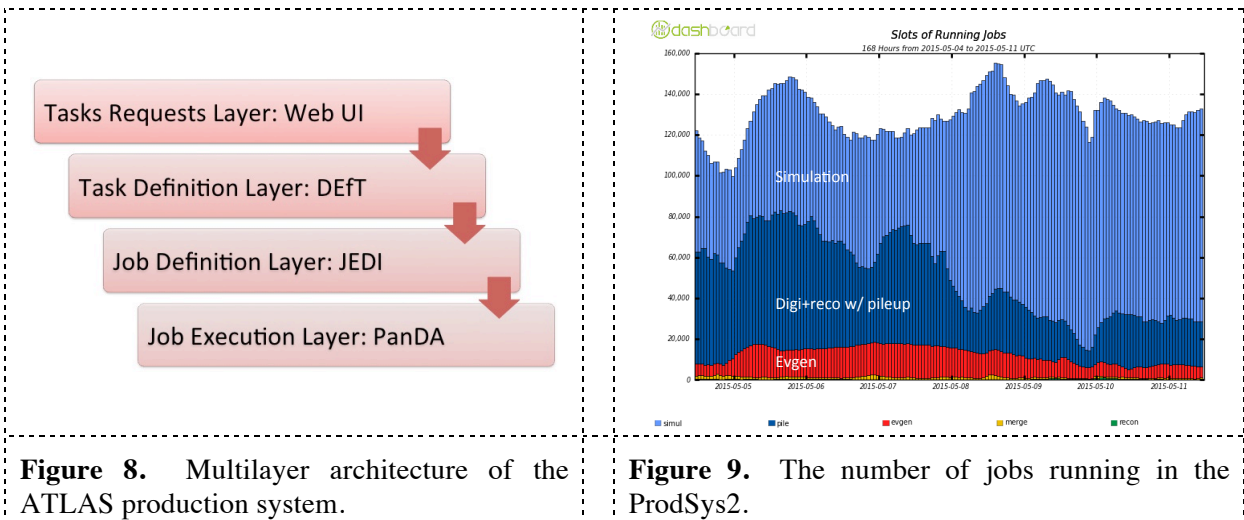 Tasks Requests Layer: Web UI
Task Definition Layer: DEfT
Job Definition Layer: JEDI
Job Execution Layer: PanDA
Figure 8. Multilayer architecture of the
ATLAS production system.
dashboard
Slots of Running Jobs
168 Hours from 2015-05-04 to 2015-05-11 UTC
160,000
140,000
120,000
100,000
80,000
60,000
40,000
20,000
0
Simulation
Digi+reco w/ pileup
Evgen
2015-05-05 2015-05-06 2015-05-07 2015-05-08 2015-05-09 2015-05-10 2015-05-11
simul pile evgen merge recon
Figure 9. The number of jobs running in the
ProdSys2.